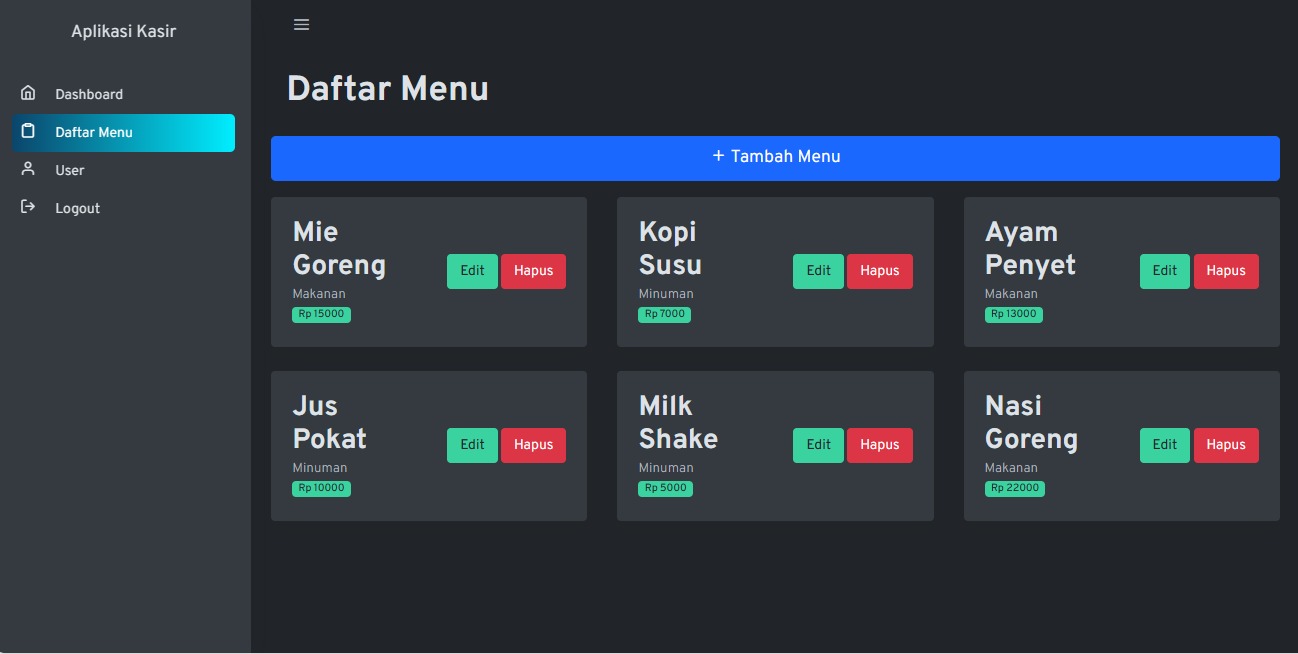 Aplikasi Kasir
Dashboard
Daftar Menu
User
Logout
Daftar Menu
+ Tambah Menu
Mie
Goreng
Makanan
Rp 15000
Edit Hapus
Kopi
Susu
Minuman
Rp 7000
Edit Hapus
Ayam
Penyet
Makanan
Rp 13000
Edit Hapus
Jus
Pokat
Minuman
Rp 10000
Edit Hapus
Milk
Shake
Minuman
Rp 5000
Edit Hapus
Nasi
Goreng
Makanan
Rp 22000
Edit Hapus